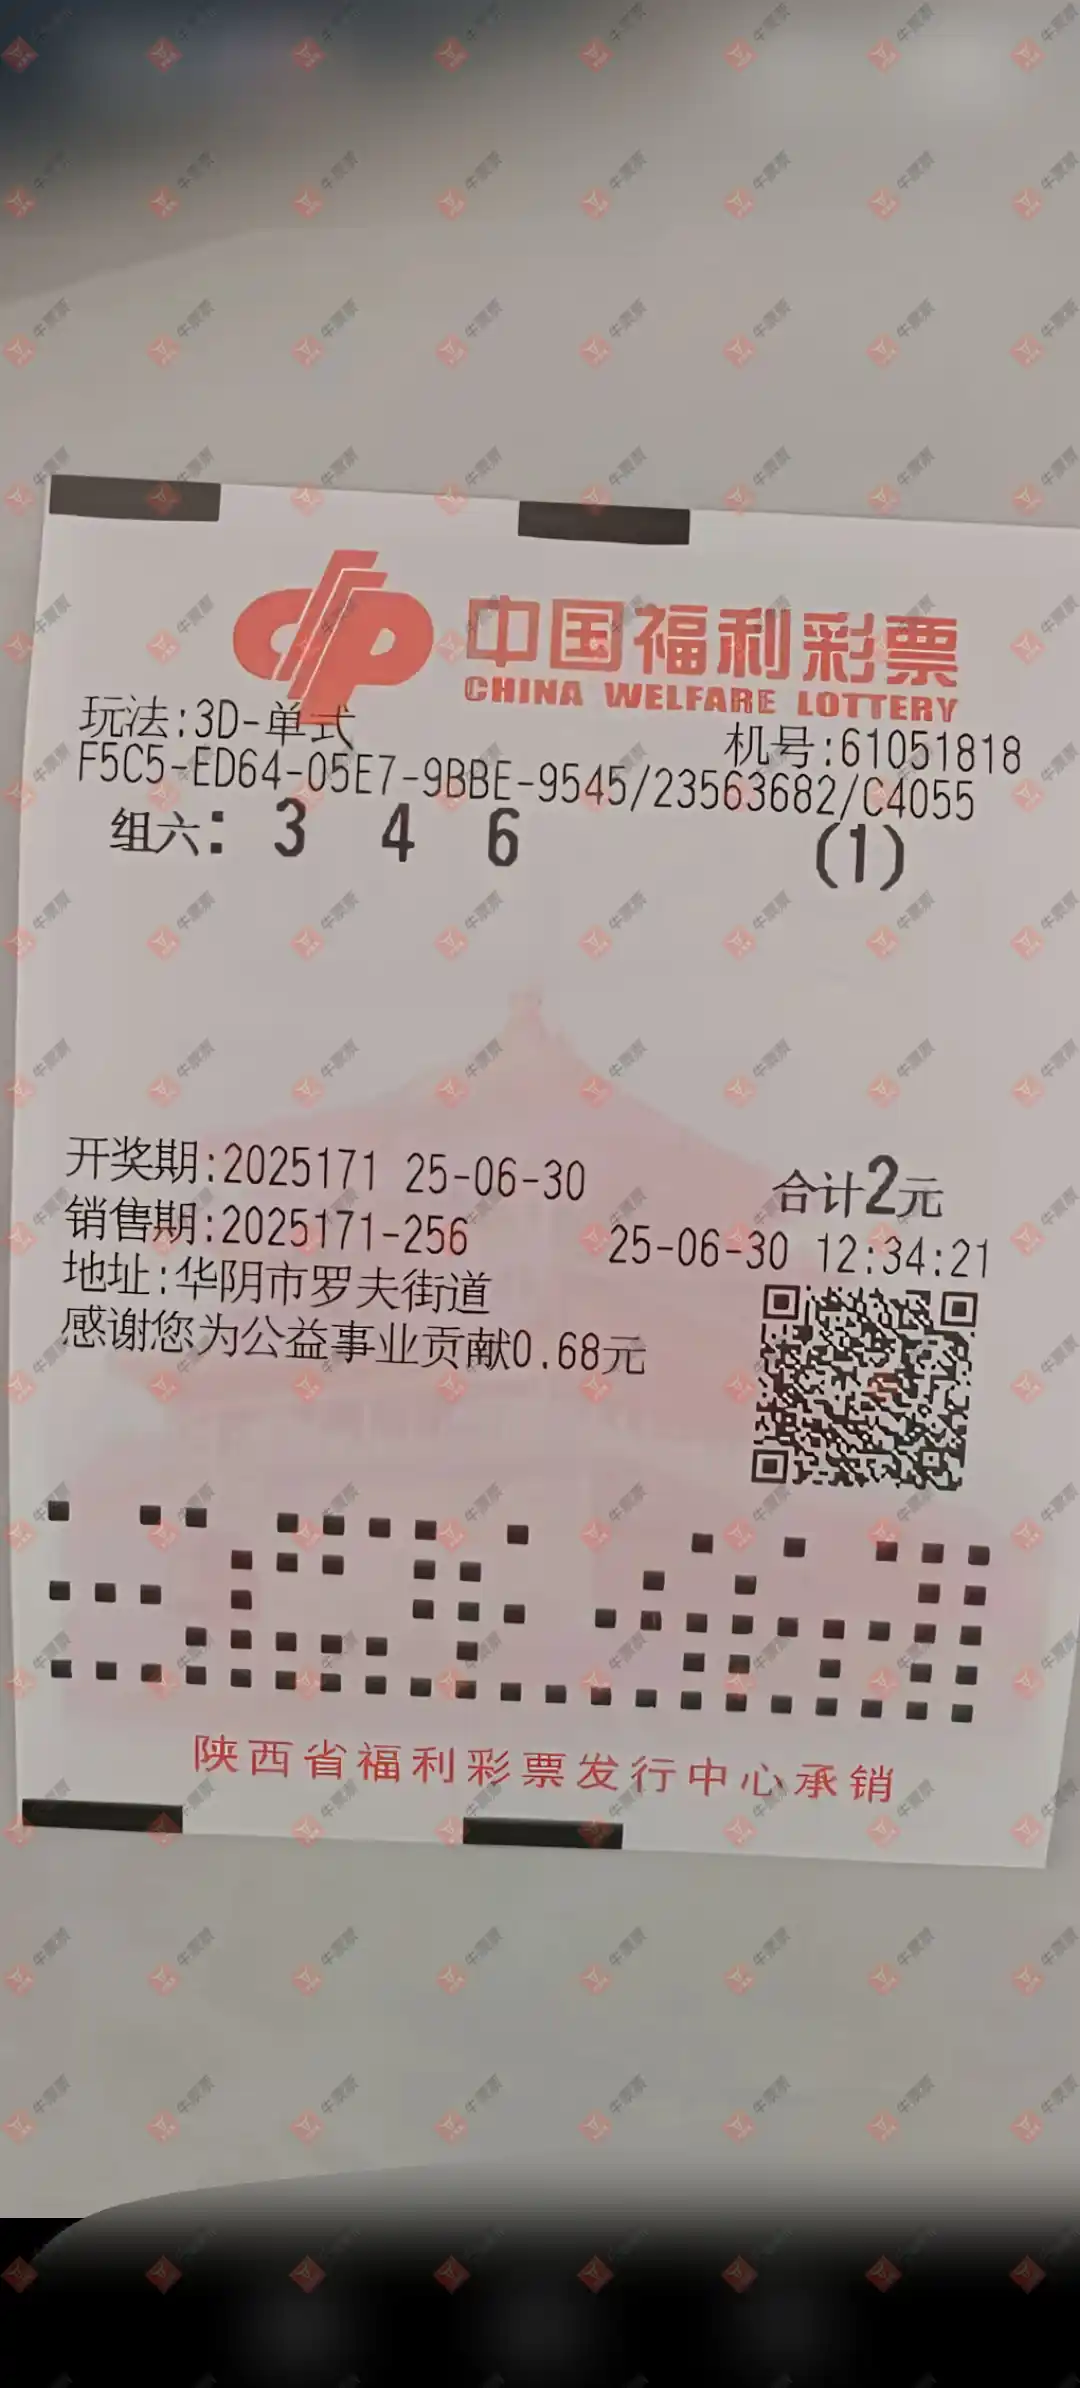 中国福利彩票
CHINA WELFARE LOTTERY
玩法:3D-单式 机号:61051818
F5C5-ED64-05E7-9BBE-9545/23563682/C4055
组六: 3 4 6 (1)
开奖期:2025171 25-06-30 合计2元
销售期:2025171-256 25-06-30 12:34:21
地址:华阴市罗夫街道
感谢您为公益事业贡献0.68元
陕西省福利彩票发行中心承销
牛票票